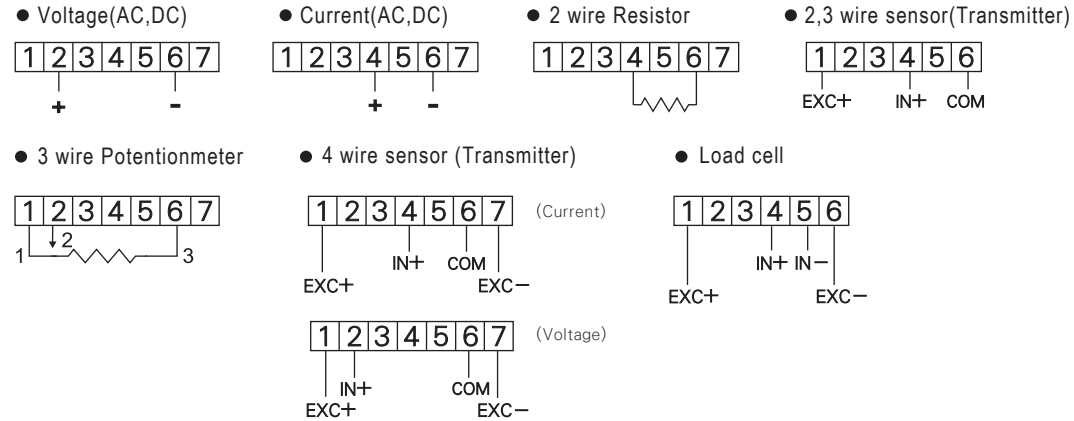 ● Voltage(AC,DC)
1 2 3 4 5 6 7
+ -
● Current(AC,DC)
1 2 3 4 5 6 7
+ -
● 2 wire Resistor
1 2 3 4 5 6 7
● 2,3 wire sensor(Transmitter)
1 2 3 4 5 6
EXC+ IN+ COM
● 3 wire Potentionmeter
1 2 3 4 5 6 7
1 2 3
● 4 wire sensor (Transmitter)
1 2 3 4 5 6 7 (Current)
IN+ COM
EXC+ EXC-
1 2 3 4 5 6 7 (Voltage)
IN+ COM
EXC+ EXC-
● Load cell
1 2 3 4 5 6
IN+ IN-
EXC+ EXC-